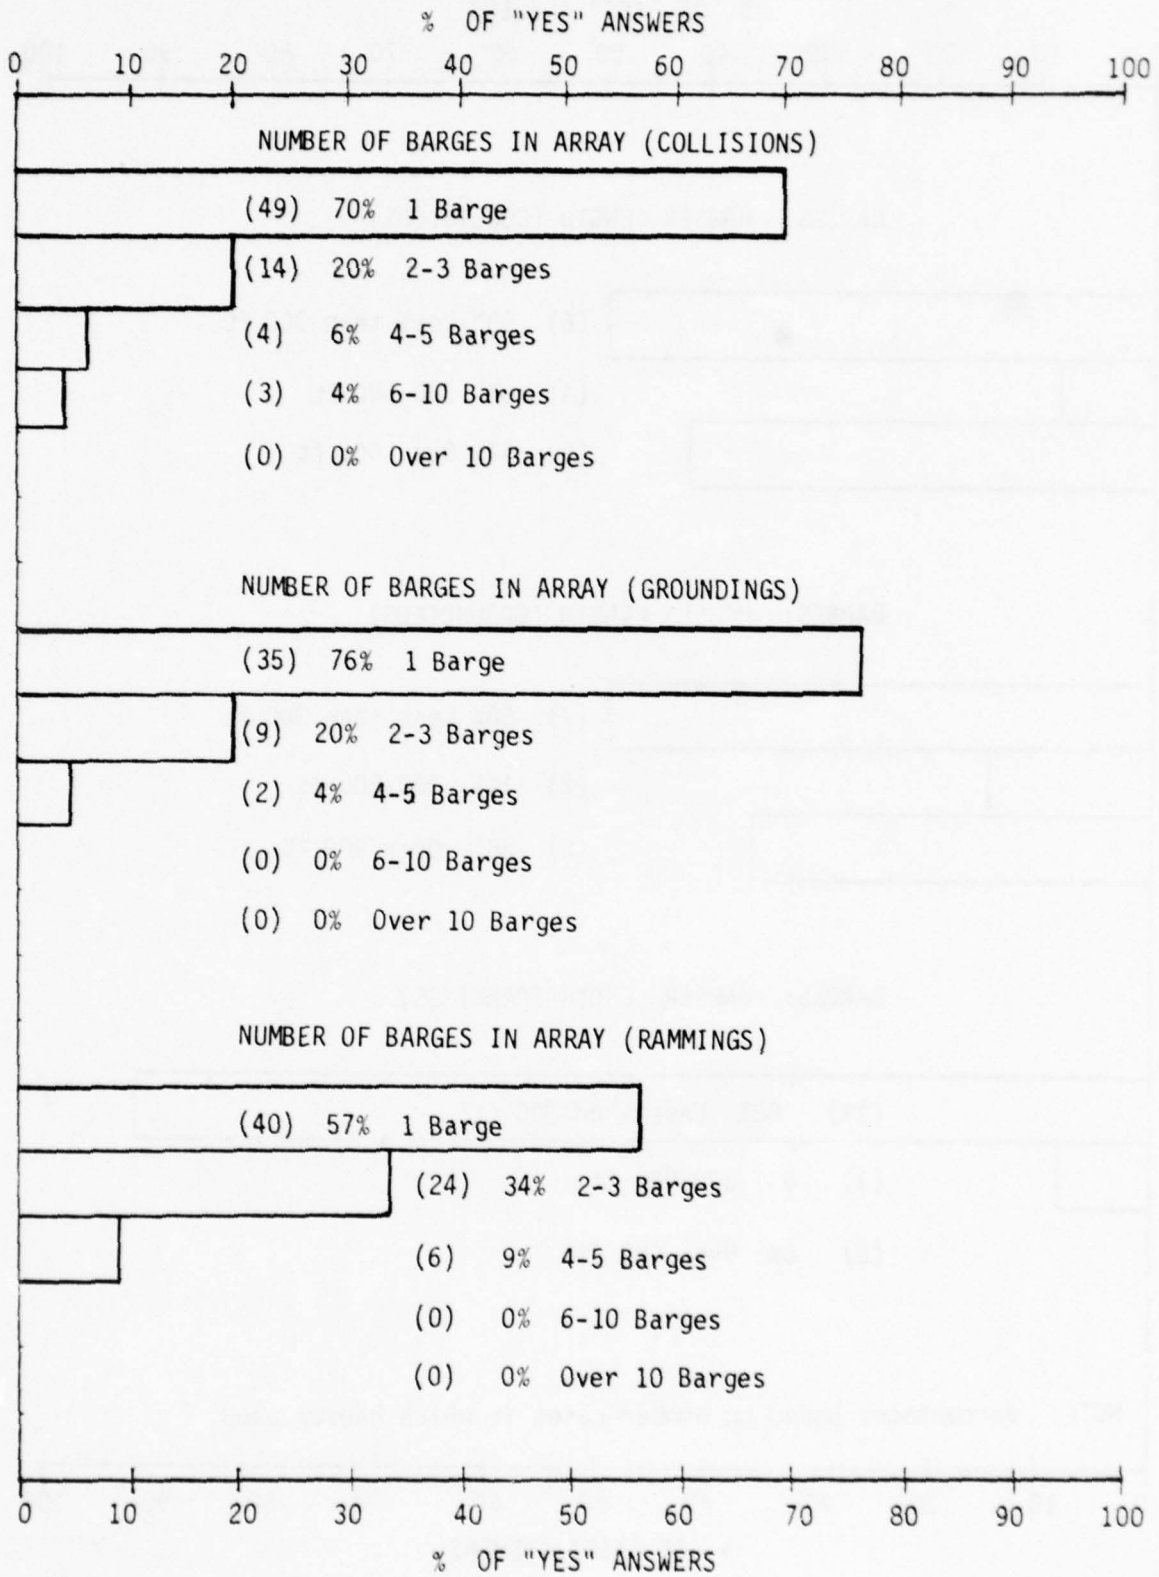 % OF "YES" ANSWERS
0 10 20 30 40 50 60 70 80 90 100
NUMBER OF BARGES IN ARRAY (COLLISIONS)
(49) 70% 1 Barge
(14) 20% 2-3 Barges
(4) 6% 4-5 Barges
(3) 4% 6-10 Barges
(0) 0% Over 10 Barges
NUMBER OF BARGES IN ARRAY (GROUNDINGS)
(35) 76% 1 Barge
(9) 20% 2-3 Barges
(2) 4% 4-5 Barges
(0) 0% 6-10 Barges
(0) 0% Over 10 Barges
NUMBER OF BARGES IN ARRAY (RAMMINGS)
(40) 57% 1 Barge
(24) 34% 2-3 Barges
(6) 9% 4-5 Barges
(0) 0% 6-10 Barges
(0) 0% Over 10 Barges
0 10 20 30 40 50 60 70 80 90 100
% OF "YES" ANSWERS